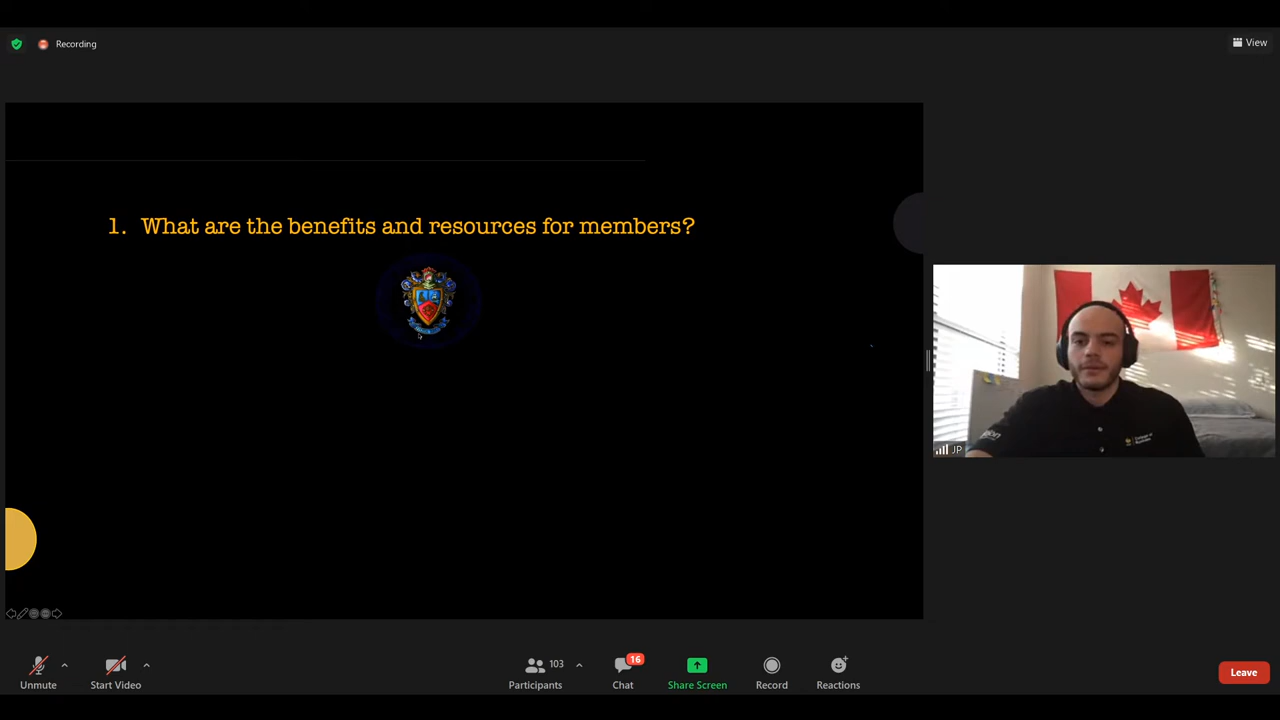 Recording
View
1. What are the benefits and resources for members?
JP
Unmute
Start Video
103
Participants
16
Chat
Share Screen
Record
Reactions
Leave